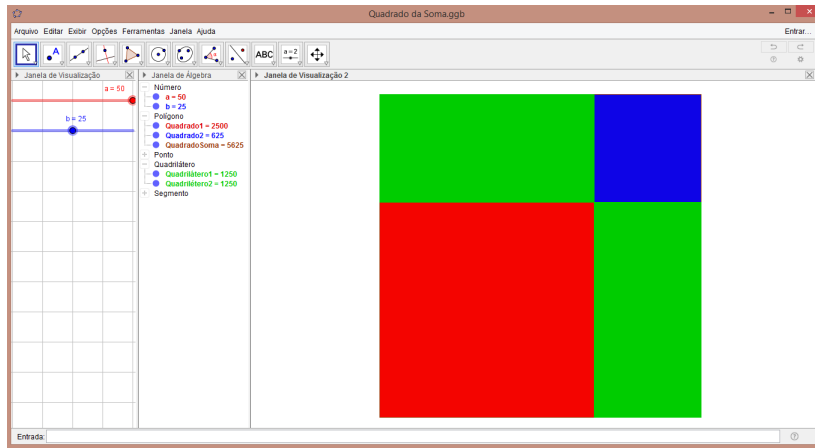 Quadrado da Soma.ggb
Arquivo Editar Exibir Opções Ferramentas Janela Ajuda
Entrar...
ABC
a = 2
Janela de Visualização
Janela de Álgebra
Janela de Visualização 2
a = 50
b = 25
Número
a = 50
b = 25
Polígono
Quadrado1 = 2500
Quadrado2 = 625
QuadradoSoma = 5625
Ponto
Quadrilátero
Quadrilátero1 = 1250
Quadrilétero2 = 1250
Segmento
Entrada: